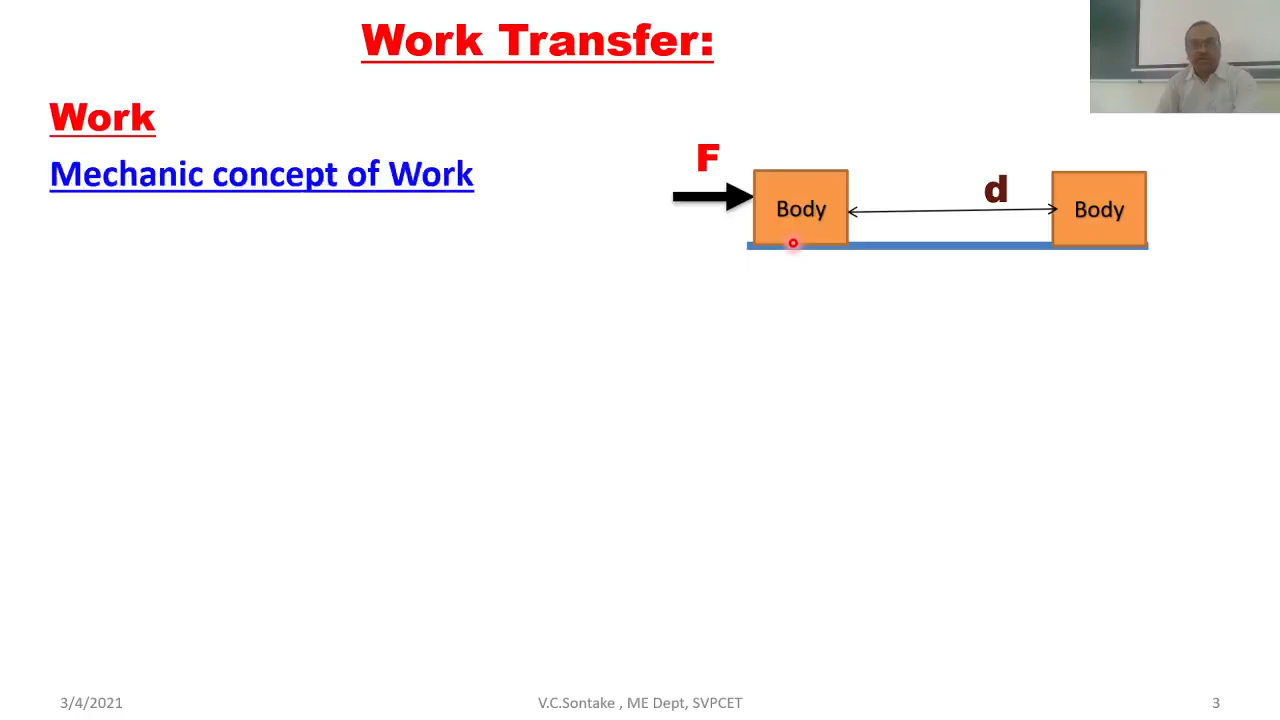 Work Transfer:
Work
Mechanic concept of Work
F
d
Body
Body
3/4/2021
V.C.Sontake , ME Dept, SVPCET
3